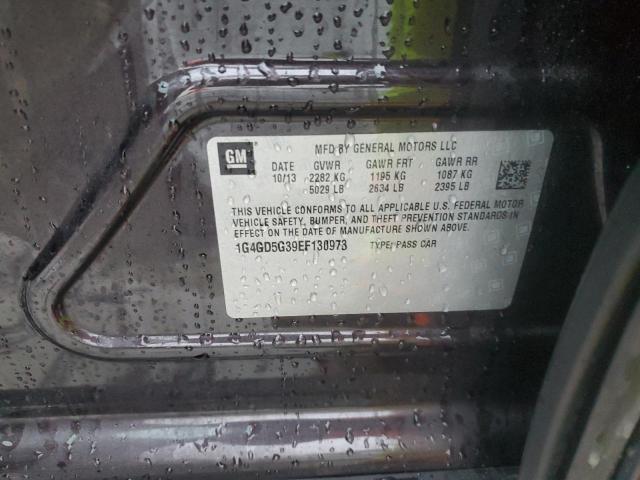 GM
MFD BY GENERAL MOTORS LLC
DATE GVWR GAWR FRT GAWR RR
10/13 2282 KG 1195 KG 1087 KG
5029 LB 2634 LB 2395 LB
THIS VEHICLE CONFORMS TO ALL APPLICABLE U.S. FEDERAL MOTOR
VEHICLE SAFETY, BUMPER, AND THEFT PREVENTION STANDARDS IN
EFFECT ON THE DATE OF MANUFACTURE SHOWN ABOVE.
1G4GD5G39EF130973 TYPE: PASS CAR